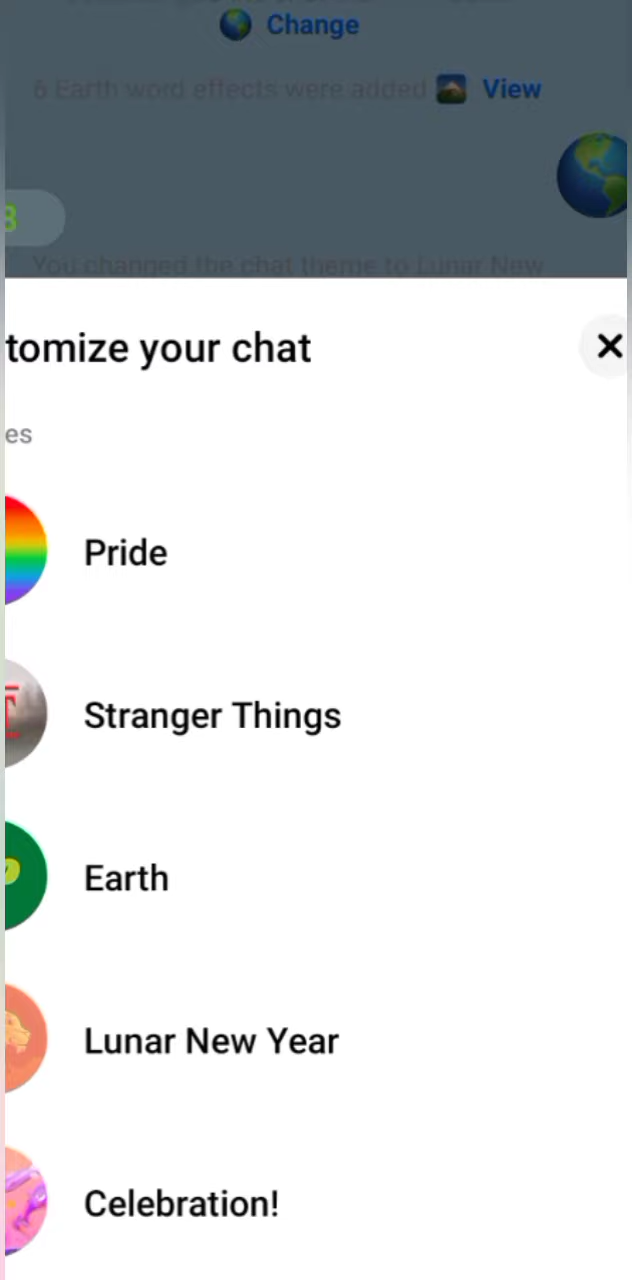 Change
6 Earth word effects were added View
You changed the chat theme to Lunar New
tomize your chat
es
Pride
Stranger Things
Earth
Lunar New Year
Celebration!